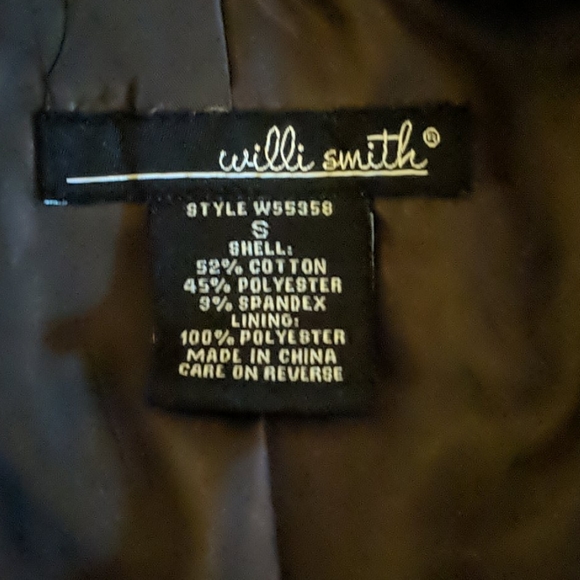 willi smith®
STYLE W55358
S
SHELL:
52% COTTON
45% POLYESTER
3% SPANDEX
LINING:
100% POLYESTER
MADE IN CHINA
CARE ON REVERSE